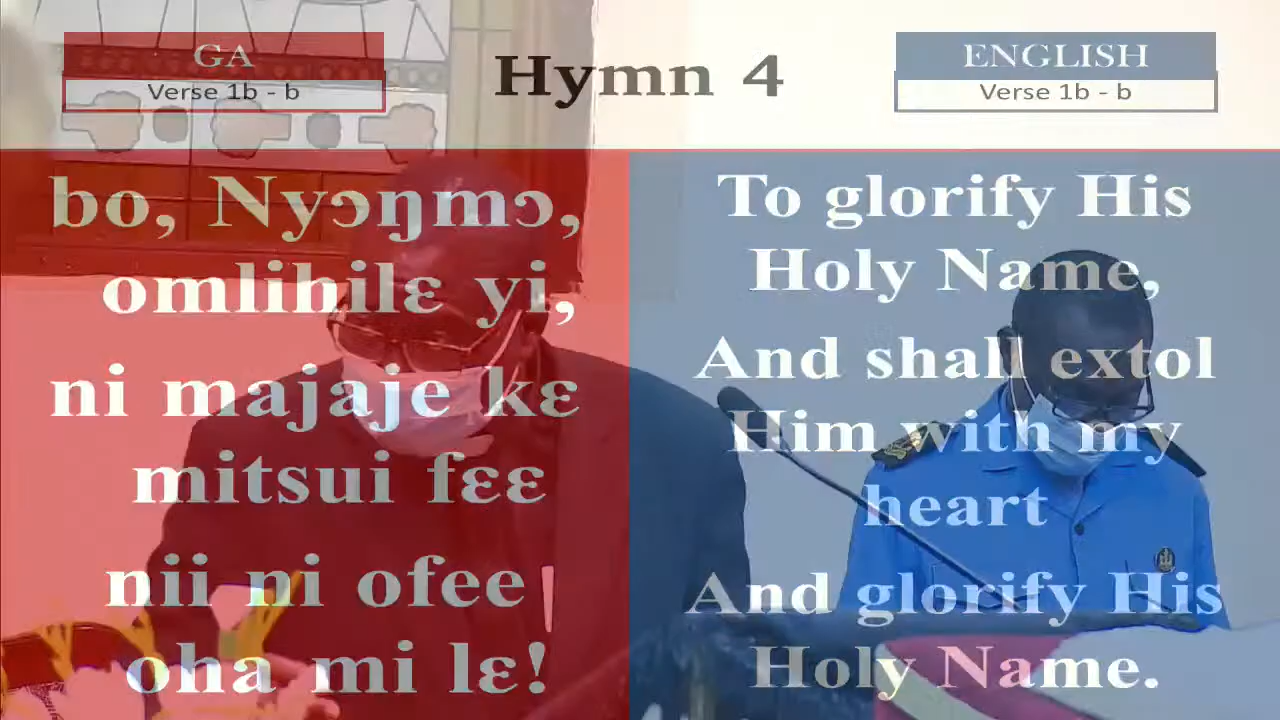 GA
Verse 1b - b
Hymn 4
ENGLISH
Verse 1b - b
bo, Nyɔŋmɔ,
omlihilɛ yi,
ni majaje kɛ
mitsui fɛɛ
nii ni ofee
oha mi lɛ!
To glorify His
Holy Name,
And shall extol
Him with my
heart
And glorify His
Holy Name.